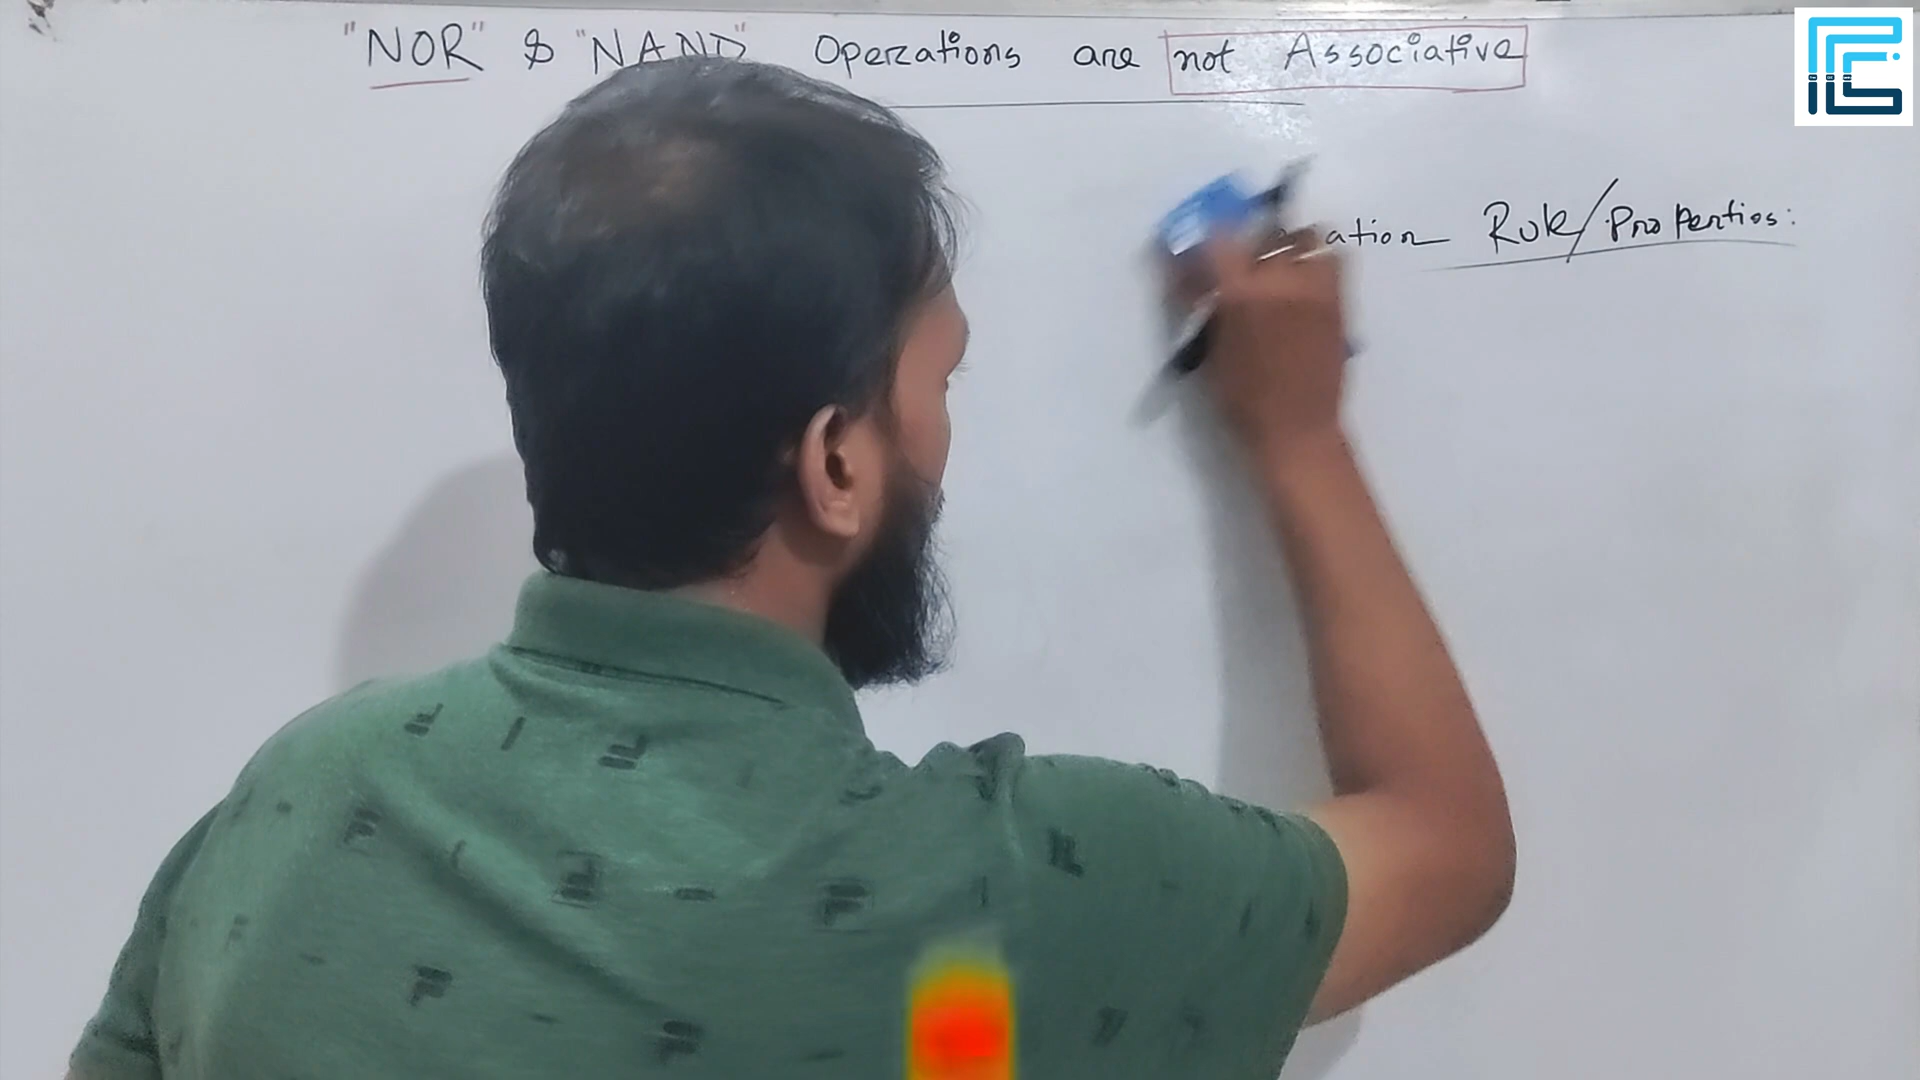 "NOR" & "NAND" Operations are not Associative
ation Rule/Properties: